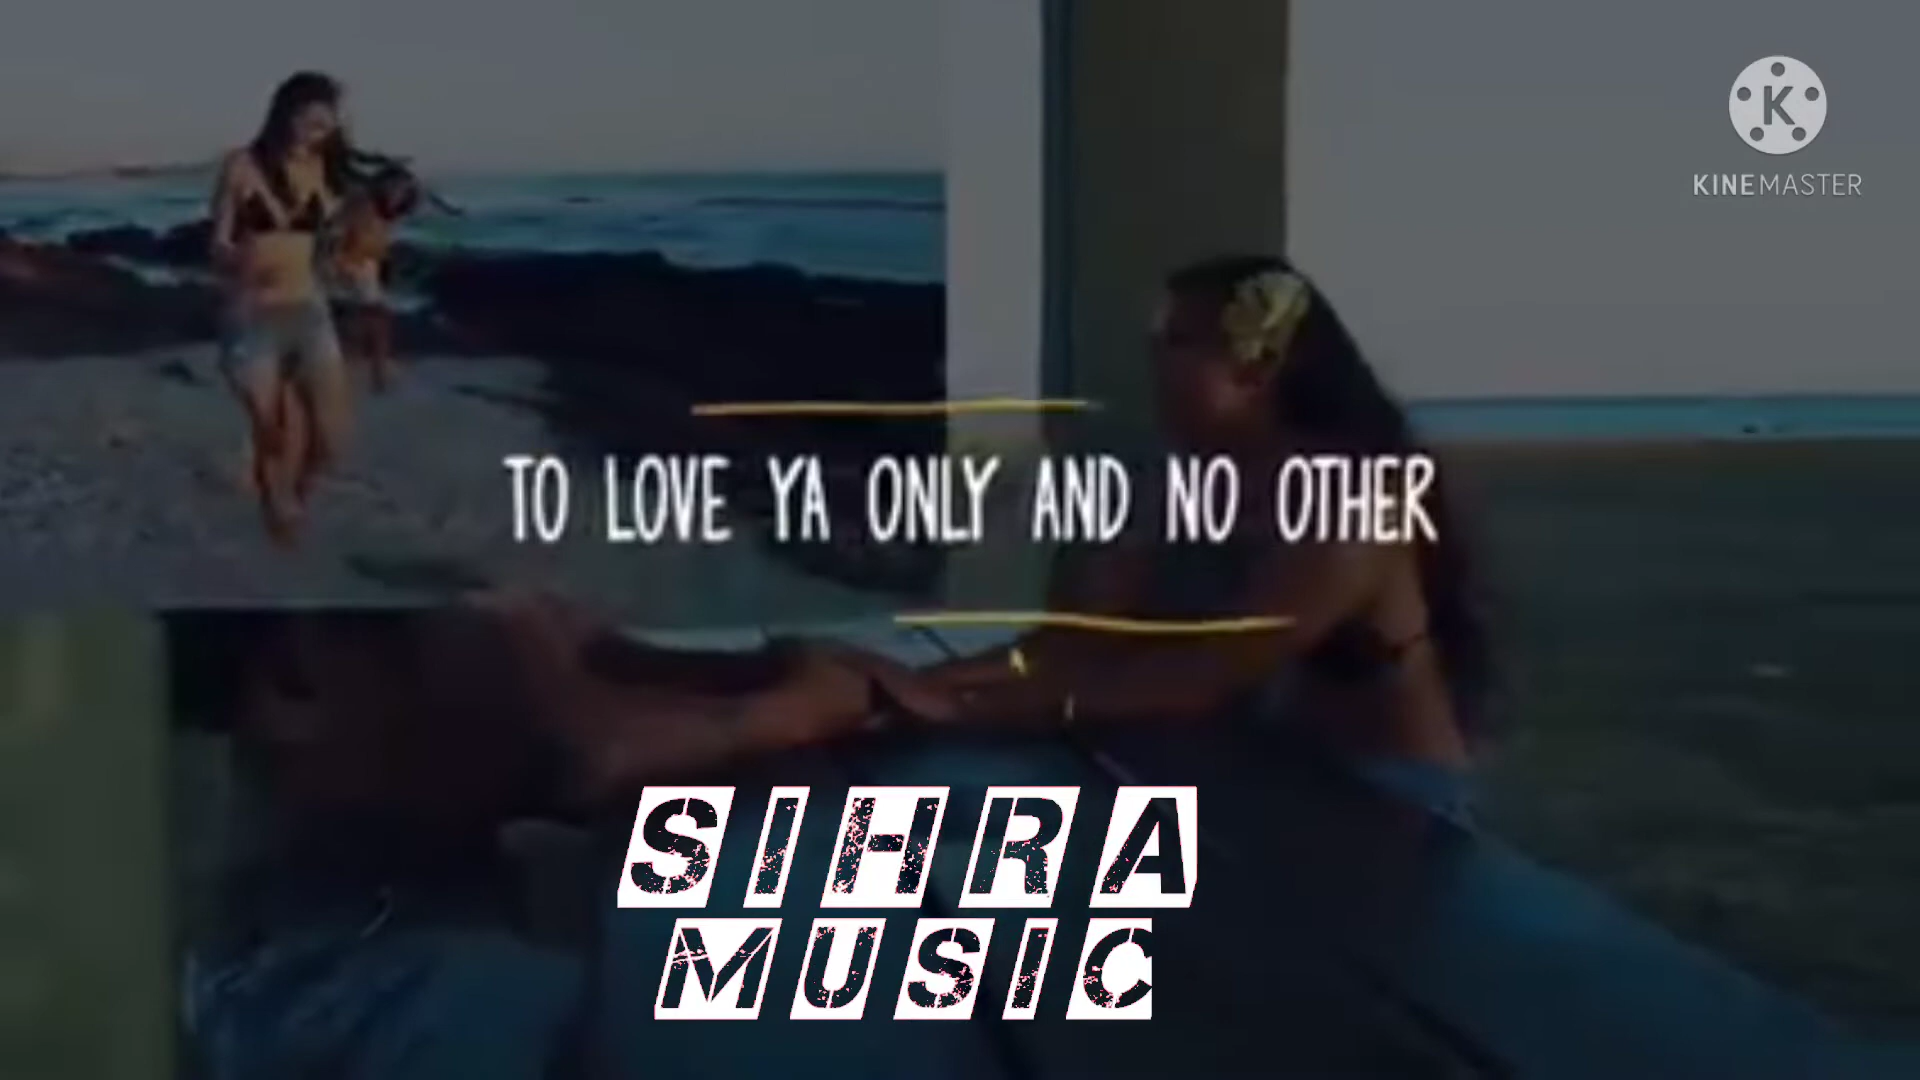 K
KINEMASTER
TO LOVE YA ONLY AND NO OTHER
SIHRA
MUSIC